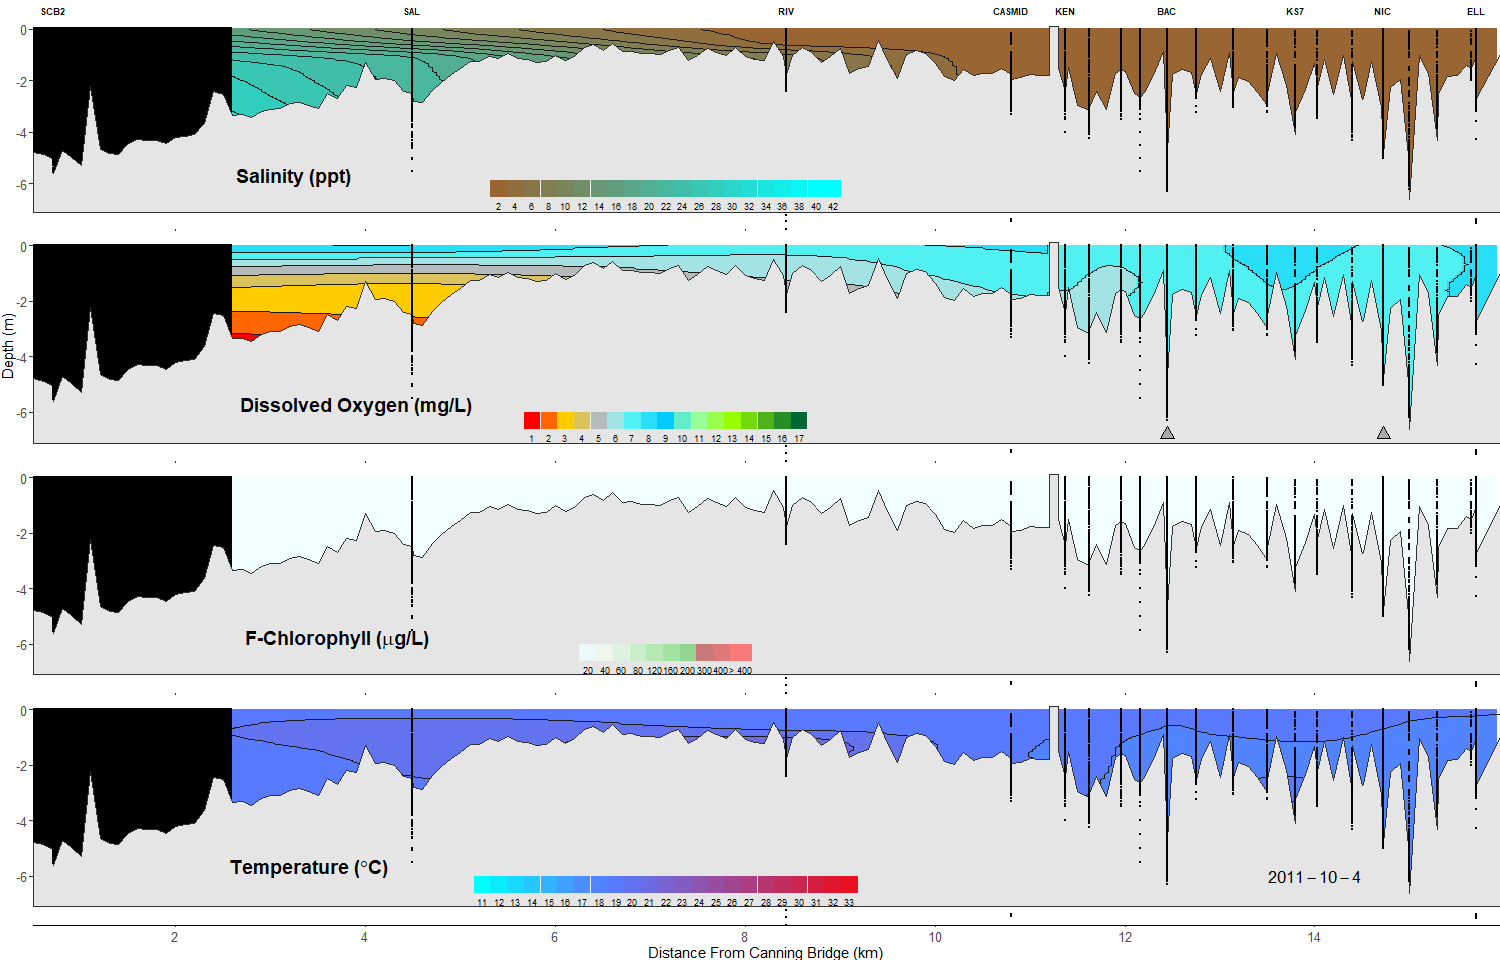 SCB2 SAL RIV CASMID KEN BAC KS7 NIC ELL
0
-2
-4
-6
Salinity (ppt)
2 4 6 8 10 12 14 16 18 20 22 24 26 28 30 32 34 36 38 40 42
0
-2
-4
-6
Depth (m)
Dissolved Oxygen (mg/L)
1 2 3 4 5 6 7 8 9 10 11 12 13 14 15 16 17
0
-2
-4
-6
F-Chlorophyll (µg/L)
20 40 60 80 120 160 200 300 400 > 400
0
-2
-4
-6
Temperature (°C)
2011 – 10 – 4
11 12 13 14 15 16 17 18 19 20 21 22 23 24 25 26 27 28 29 30 31 32 33
2 4 6 8 10 12 14
Distance From Canning Bridge (km)